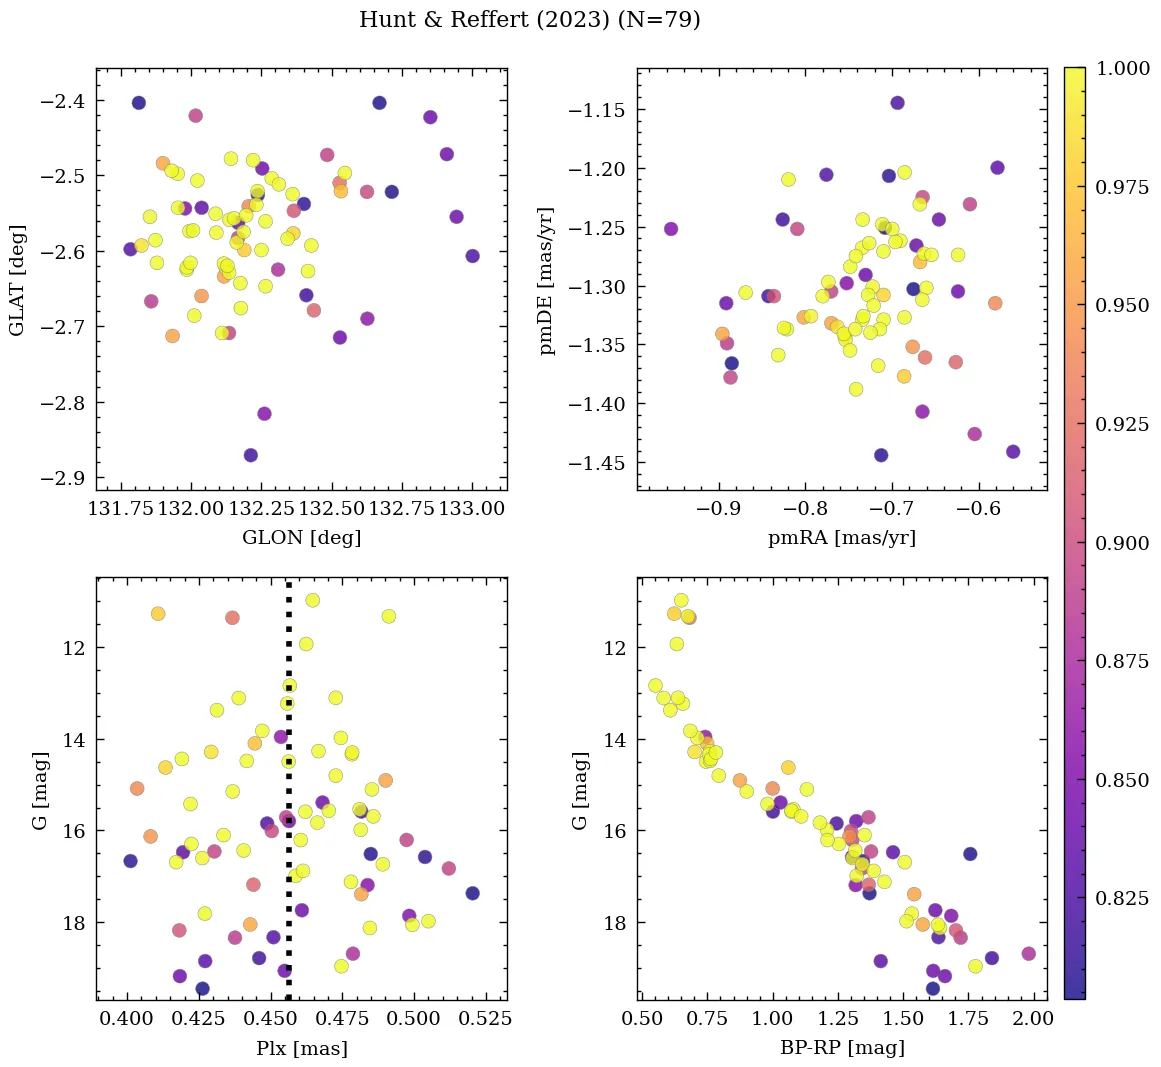 Hunt & Reffert (2023) (N=79)
−2.4
−2.5
−2.6
−2.7
−2.8
−2.9
GLAT [deg]
131.75 132.00 132.25 132.50 132.75 133.00
GLON [deg]
−1.15
−1.20
−1.25
−1.30
−1.35
−1.40
−1.45
pmDE [mas/yr]
−0.9 −0.8 −0.7 −0.6
pmRA [mas/yr]
1.000
0.975
0.950
0.925
0.900
0.875
0.850
0.825
12
14
16
18
G [mag]
0.400 0.425 0.450 0.475 0.500 0.525
Plx [mas]
12
14
16
18
G [mag]
0.50 0.75 1.00 1.25 1.50 1.75 2.00
BP-RP [mag]